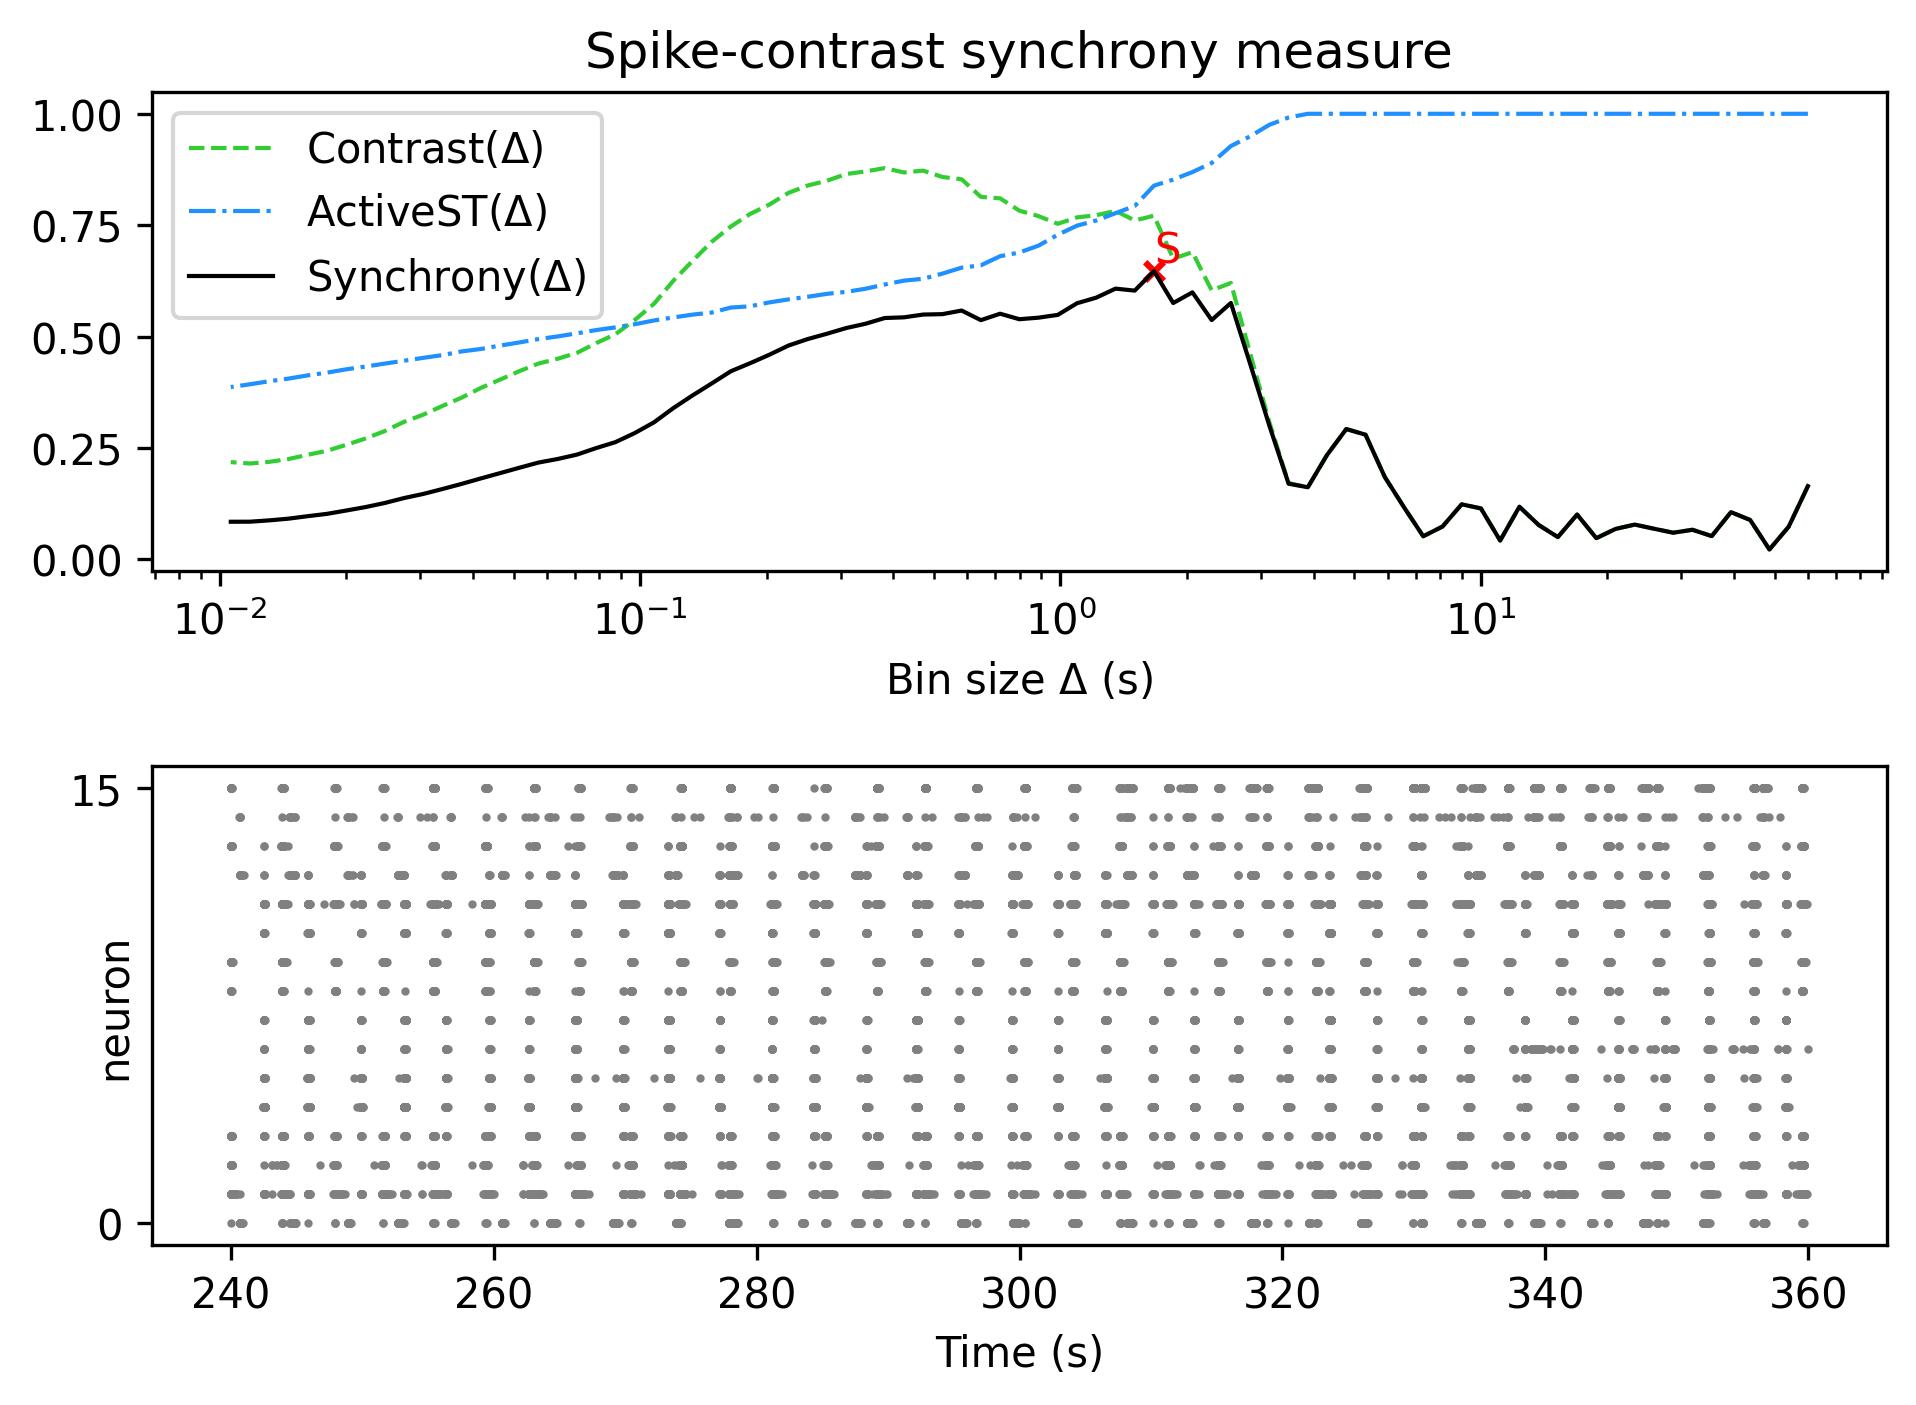 Spike-contrast synchrony measure
1.00
0.75
0.50
0.25
0.00
Contrast(Δ)
ActiveST(Δ)
Synchrony(Δ)
S
10⁻² 10⁻¹ 10⁰ 10¹
Bin size Δ (s)
15
0
neuron
240 260 280 300 320 340 360
Time (s)